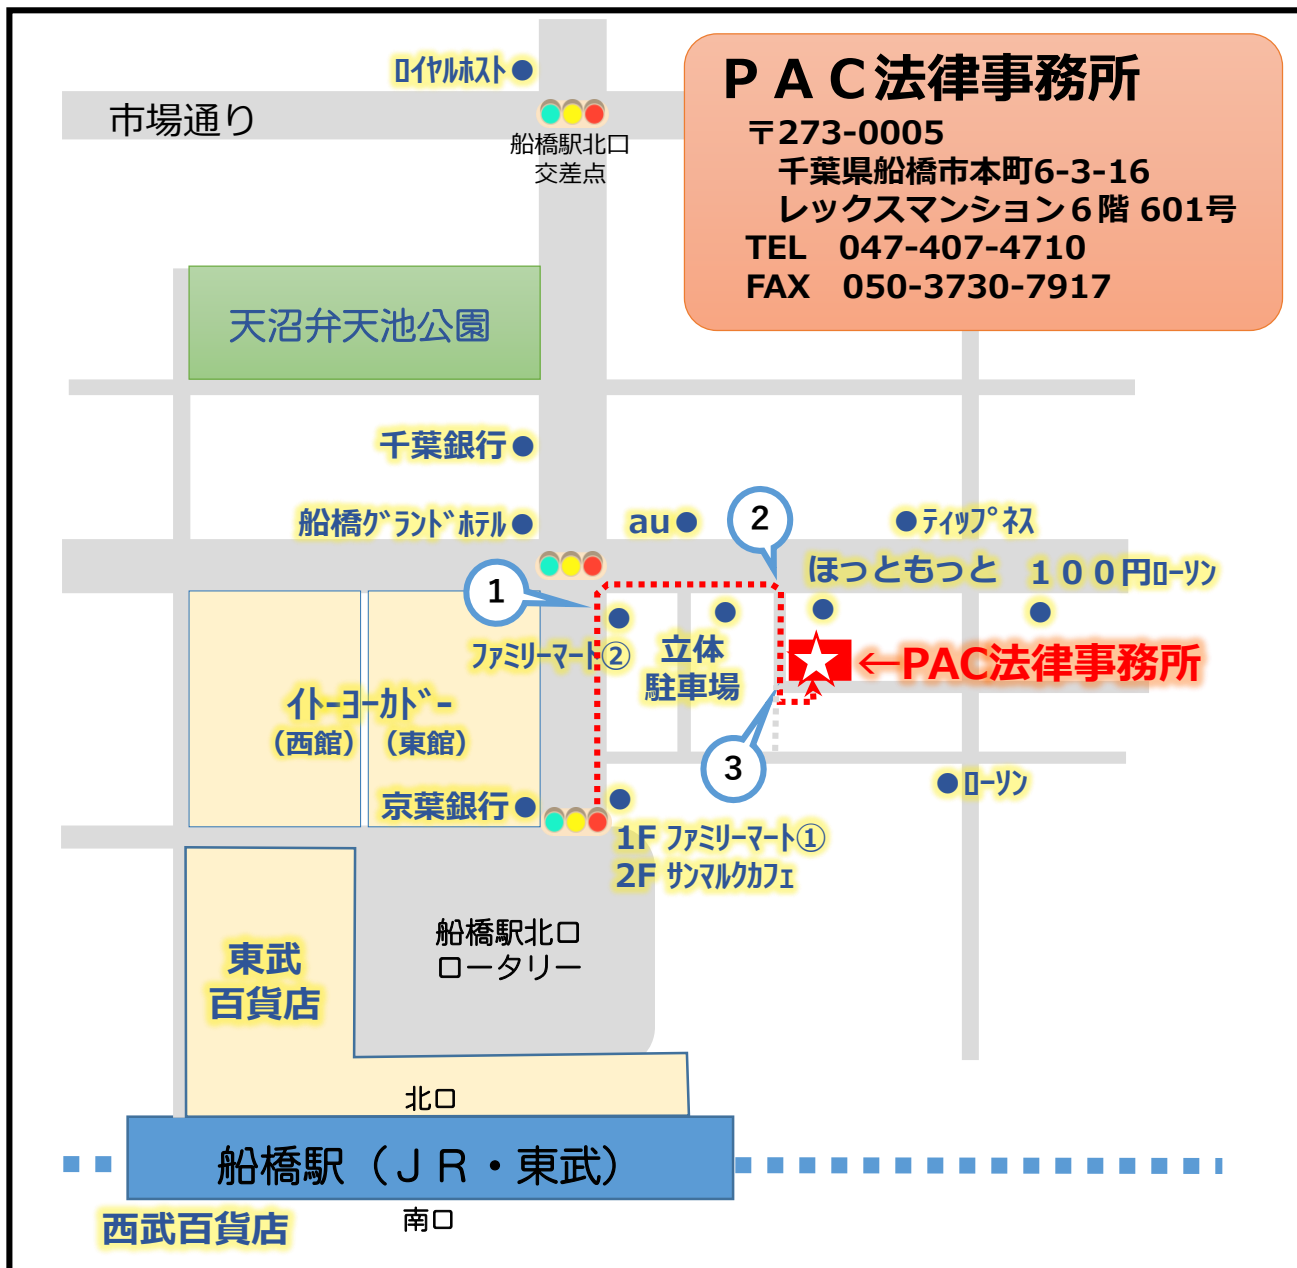 ロイヤルホスト
市場通り
船橋駅北口
交差点
ＰＡＣ法律事務所
〒273-0005
千葉県船橋市本町6-3-16
レックスマンション６階 601号
TEL　047-407-4710
FAX　050-3730-7917
天沼弁天池公園
千葉銀行
船橋グランドホテル
au
2
ティップネス
1
ほっともっと
１００円ローソン
ファミリーマート②
立体
駐車場
←PAC法律事務所
イトーヨーカドー
（西館）
（東館）
3
京葉銀行
ローソン
1F ファミリーマート①
2F サンマルクカフェ
船橋駅北口
ロータリー
東武
百貨店
北口
船橋駅（ＪＲ・東武）
西武百貨店
南口